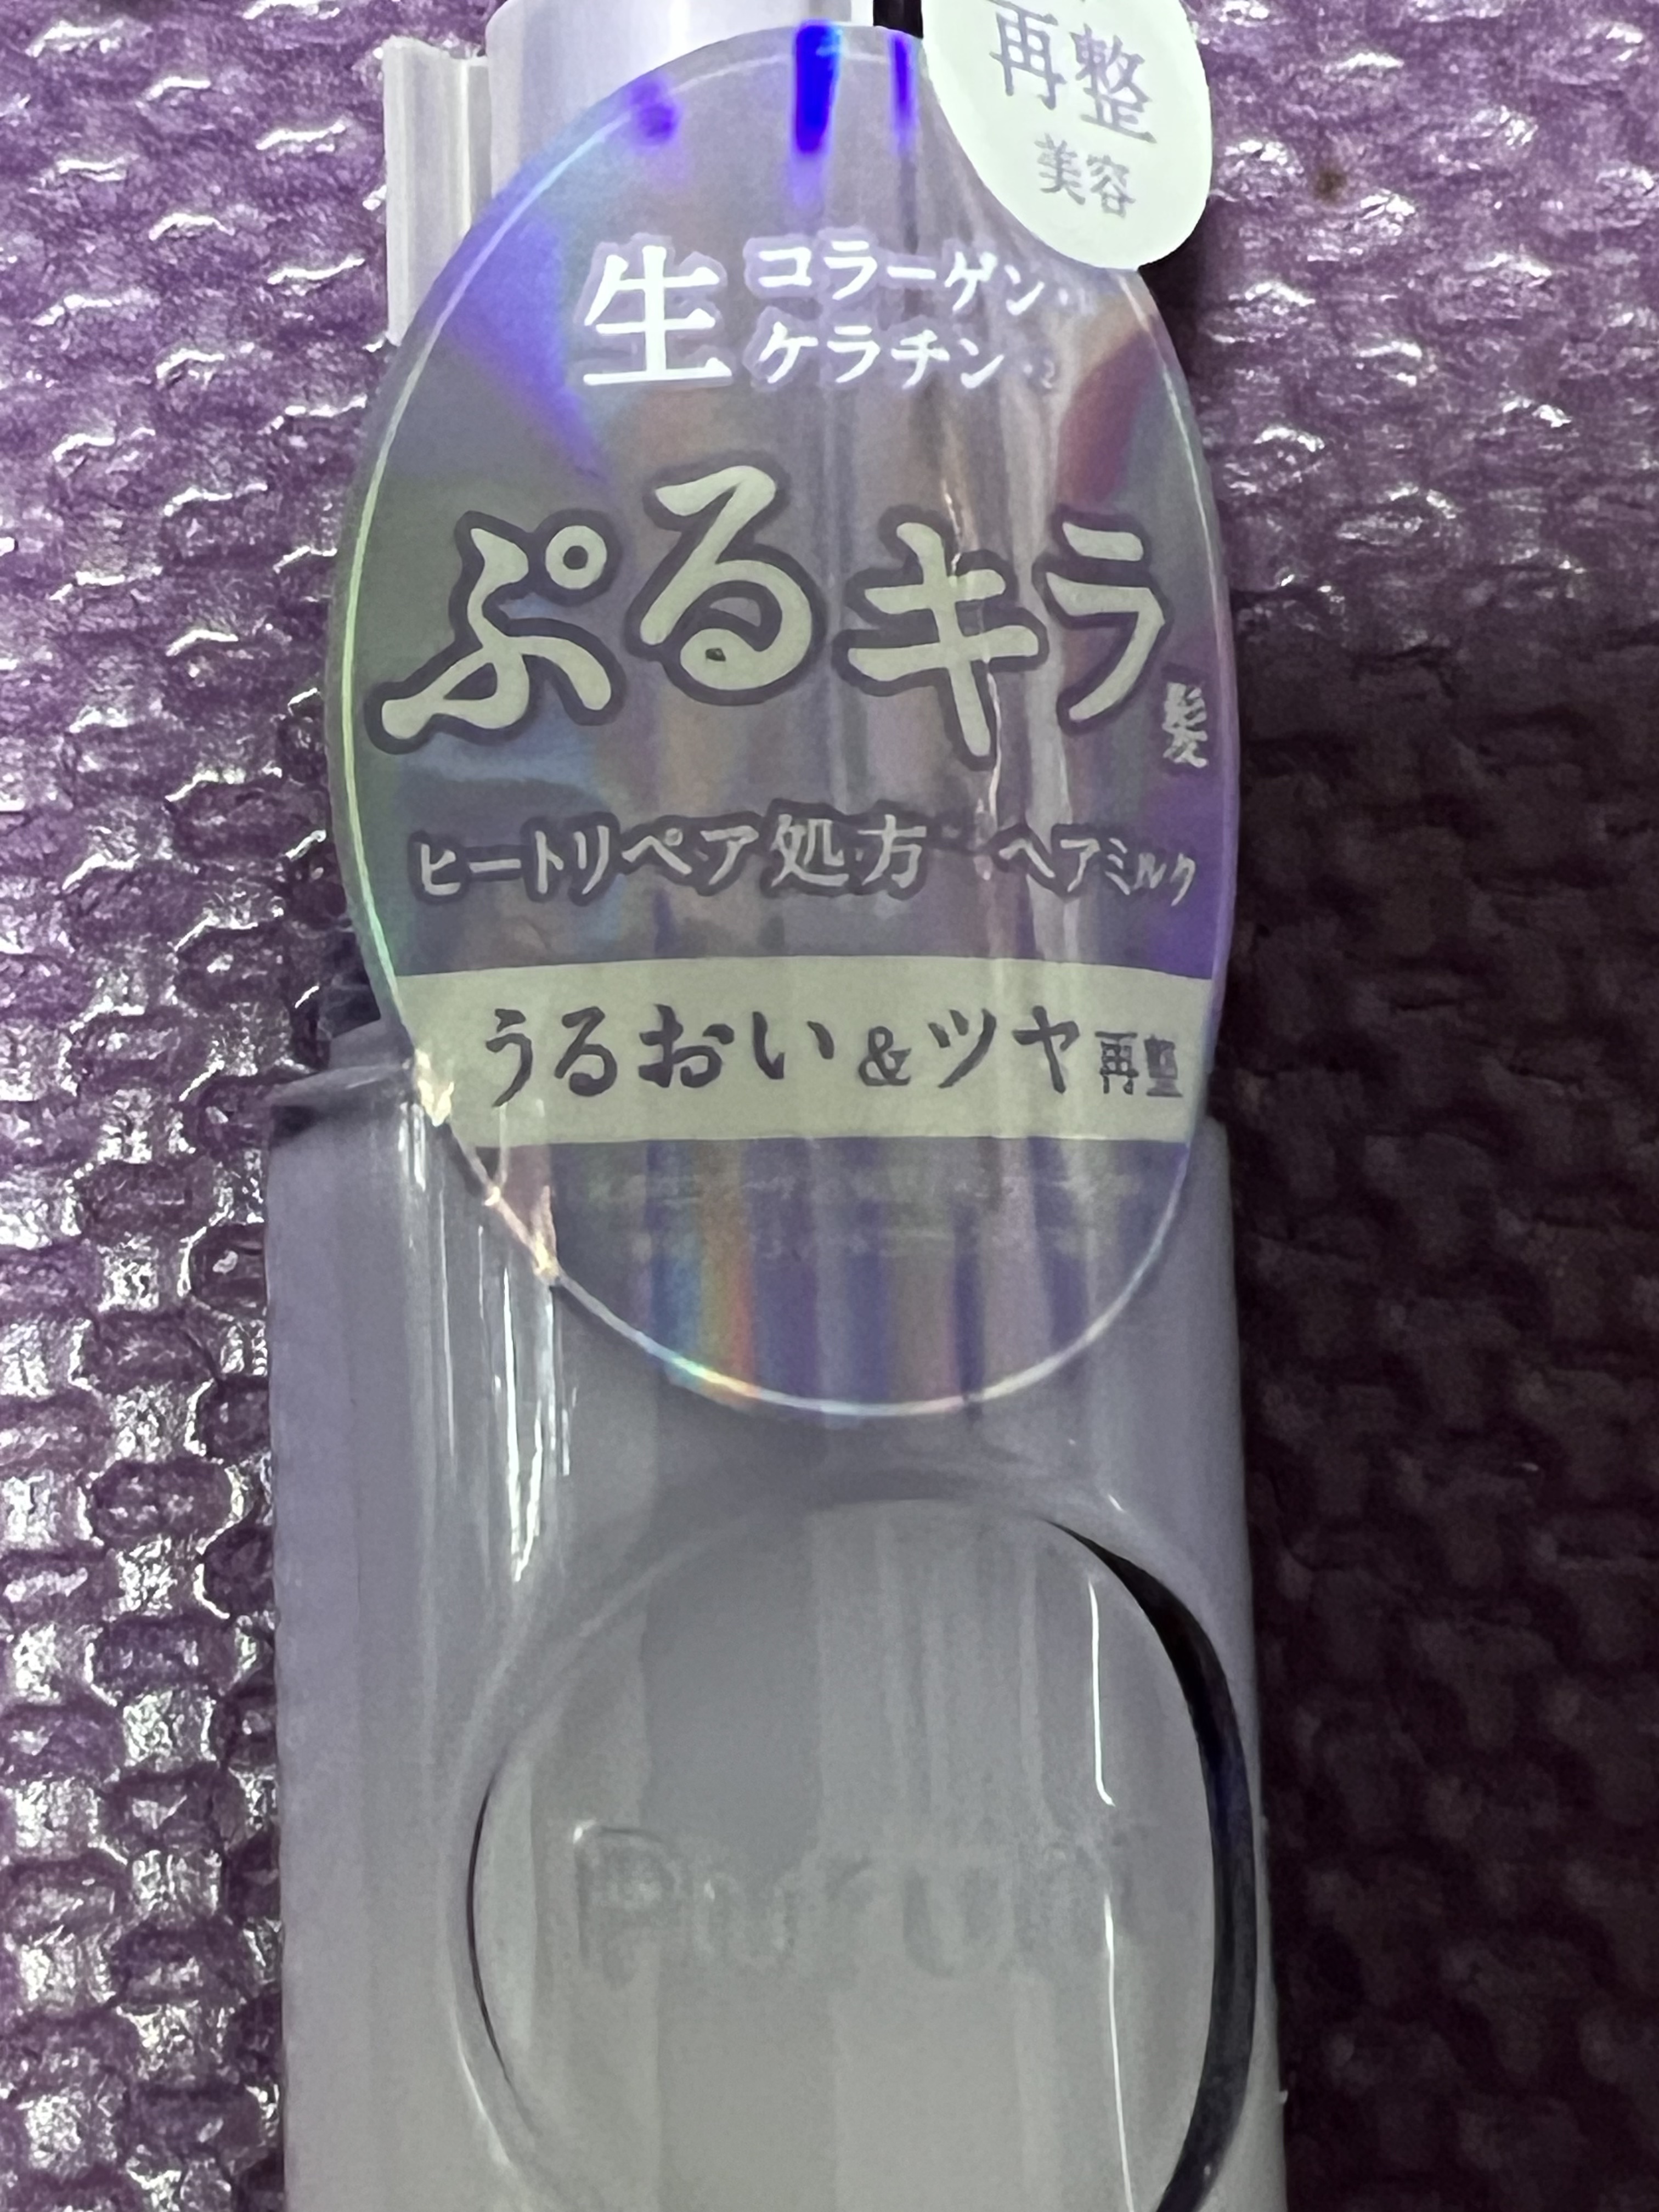 再整
美容
生コラーゲン・
ケラチン
ぷるキラ髪
ヒートリペア処方 ヘアミルク
うるおい&ツヤ再整